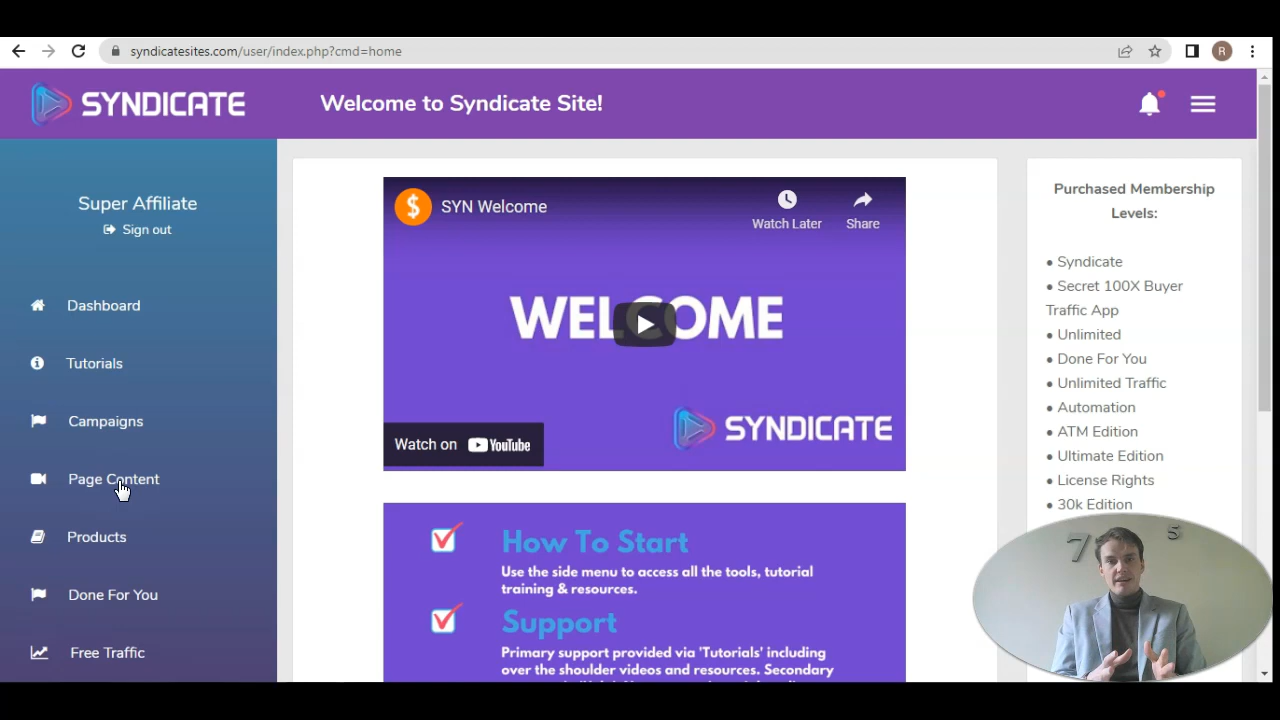 syndicatesites.com/user/index.php?cmd=home
R
SYNDICATE
Welcome to Syndicate Site!
Super Affiliate
Sign out
Dashboard
Tutorials
Campaigns
Page Content
Products
Done For You
Free Traffic
$ SYN Welcome
Watch Later
Share
WELCOME
Watch on YouTube
SYNDICATE
How To Start
Use the side menu to access all the tools, tutorial
training & resources.
Support
Primary support provided via 'Tutorials' including
over the shoulder videos and resources. Secondary
Purchased Membership
Levels:
• Syndicate
• Secret 100X Buyer
Traffic App
• Unlimited
• Done For You
• Unlimited Traffic
• Automation
• ATM Edition
• Ultimate Edition
• License Rights
• 30k Edition
7 5